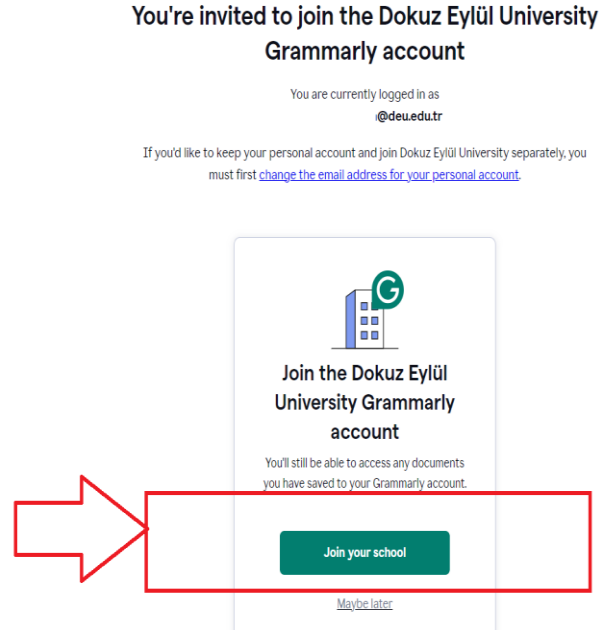 You're invited to join the Dokuz Eylül University
Grammarly account
You are currently logged in as
@deu.edu.tr
If you'd like to keep your personal account and join Dokuz Eylül University separately, you
must first change the email address for your personal account.
G
Join the Dokuz Eylül
University Grammarly
account
You'll still be able to access any documents
you have saved to your Grammarly account.
Join your school
Maybe later